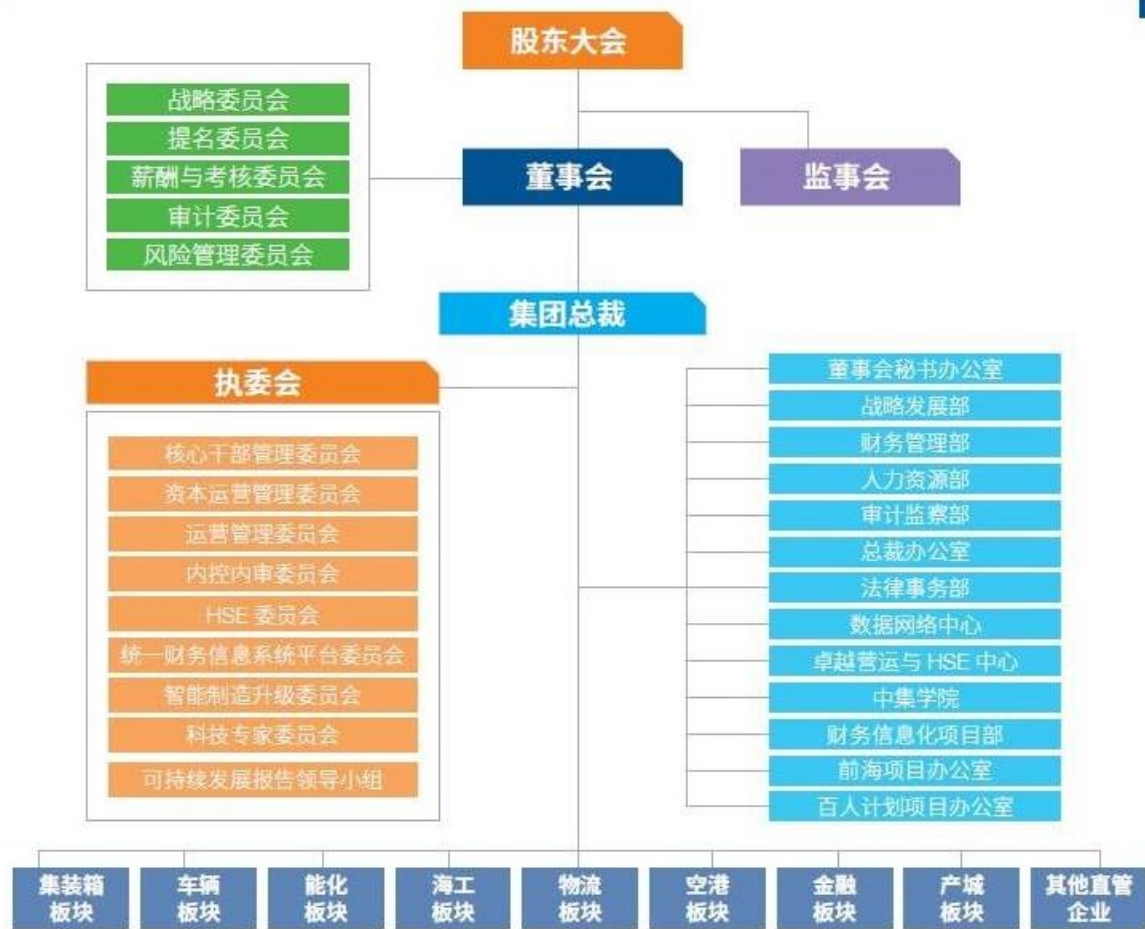 股东大会
战略委员会
提名委员会
薪酬与考核委员会
审计委员会
风险管理委员会
董事会
监事会
集团总裁
执委会
核心干部管理委员会
资本运营管理委员会
运营管理委员会
内控内审委员会
HSE 委员会
统一财务信息系统平台委员会
智能制造升级委员会
科技专家委员会
可持续发展报告领导小组
董事会秘书办公室
战略发展部
财务管理部
人力资源部
审计监察部
总裁办公室
法律事务部
数据网络中心
卓越营运与 HSE 中心
中集学院
财务信息化项目部
前海项目办公室
百人计划项目办公室
集装箱
板块
车辆
板块
能化
板块
海工
板块
物流
板块
空港
板块
金融
板块
产城
板块
其他直管
企业